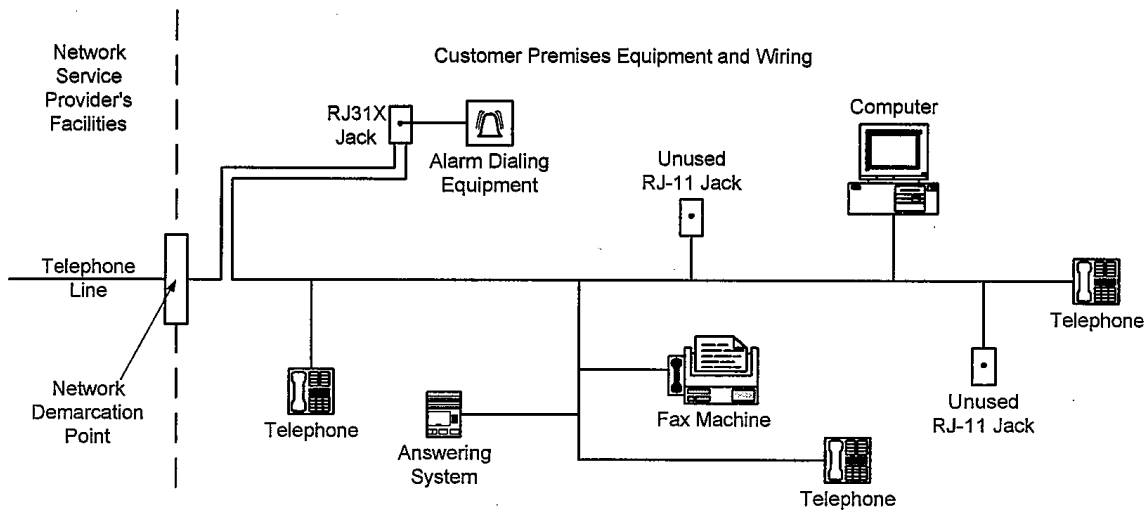 Network
Service
Provider's
Facilities
Customer Premises Equipment and Wiring
RJ31X
Jack
Alarm Dialing
Equipment
Unused
RJ-11 Jack
Computer
Telephone
Line
Telephone
Network
Demarcation
Point
Telephone
Answering
System
Fax Machine
Telephone
Unused
RJ-11 Jack